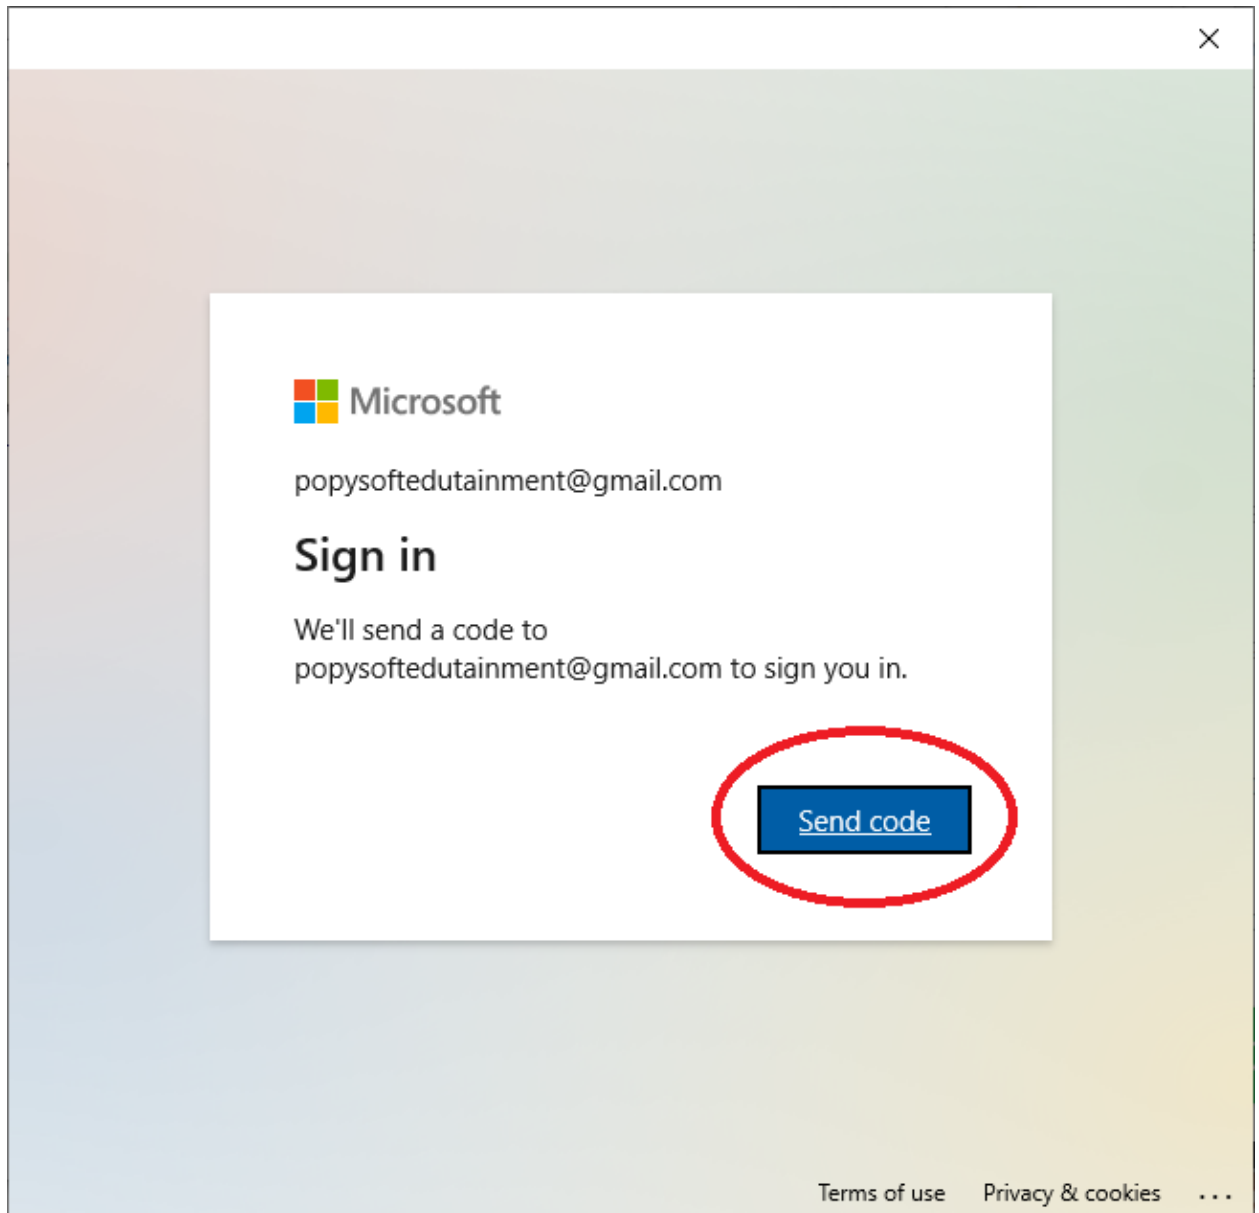 Microsoft
popysoftedutainment@gmail.com
Sign in
We'll send a code to
popysoftedutainment@gmail.com to sign you in.
Send code
Terms of use Privacy & cookies ...